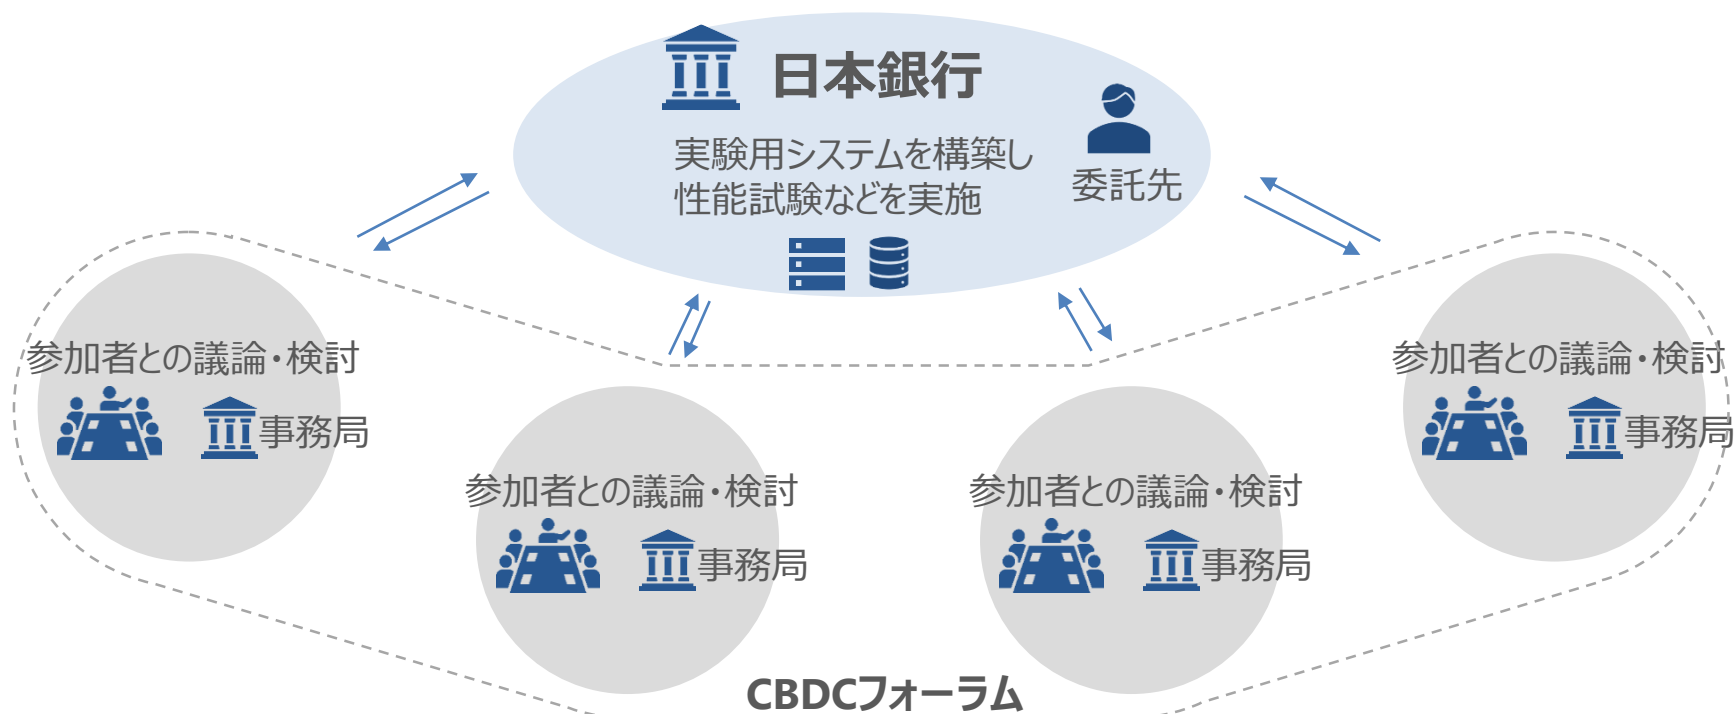 日本銀行
実験用システムを構築し
性能試験などを実施
委託先
参加者との議論・検討
事務局
参加者との議論・検討
事務局
参加者との議論・検討
事務局
参加者との議論・検討
事務局
CBDCフォーラム